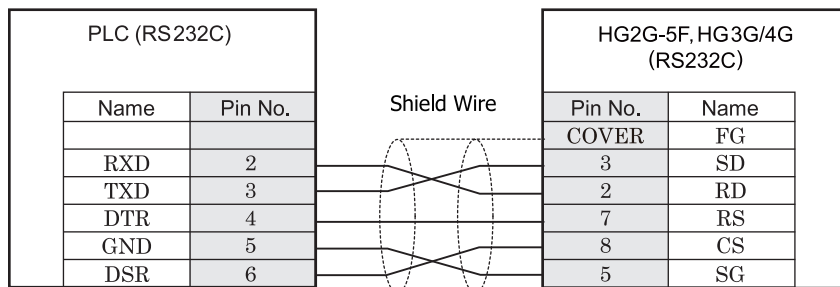 PLC (RS232C)
HG2G-5F, HG3G/4G
(RS232C)
Shield Wire
Name Pin No.
Pin No. Name
COVER FG
RXD 2 3 SD
TXD 3 2 RD
DTR 4 7 RS
GND 5 8 CS
DSR 6 5 SG